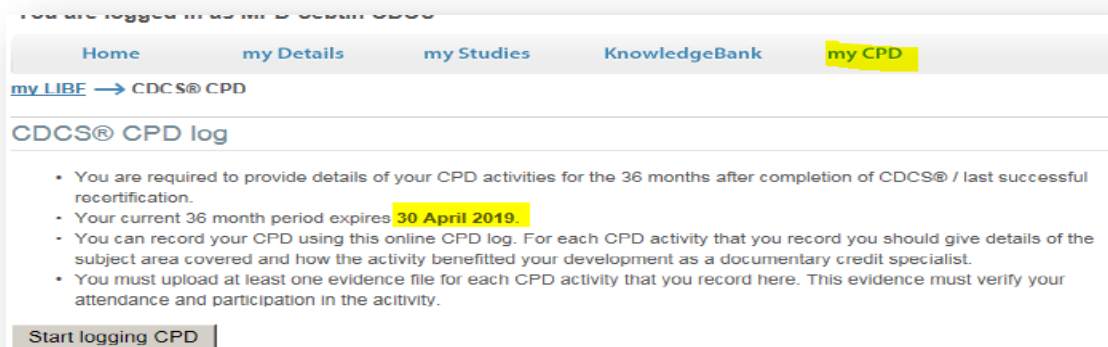 You are logged in as
Home my Details my Studies KnowledgeBank my CPD
my LIBF → CDCS® CPD
CDCS® CPD log
• You are required to provide details of your CPD activities for the 36 months after completion of CDCS® / last successful
recertification.
• Your current 36 month period expires 30 April 2019.
• You can record your CPD using this online CPD log. For each CPD activity that you record you should give details of the
subject area covered and how the activity benefitted your development as a documentary credit specialist.
• You must upload at least one evidence file for each CPD activity that you record here. This evidence must verify your
attendance and participation in the acitivity.
Start logging CPD